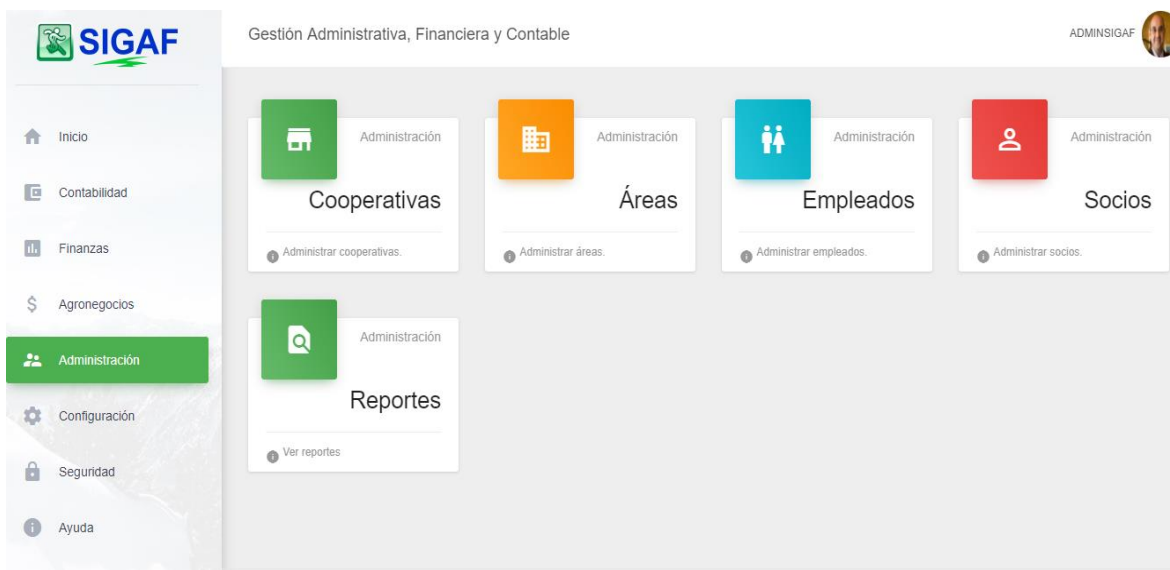 SIGAF
Gestión Administrativa, Financiera y Contable
ADMINSIGAF
Inicio
Contabilidad
Finanzas
Agronegocios
Administración
Configuración
Seguridad
Ayuda
Administración
Cooperativas
Administrar cooperativas.
Administración
Áreas
Administrar áreas.
Administración
Empleados
Administrar empleados.
Administración
Socios
Administrar socios.
Administración
Reportes
Ver reportes